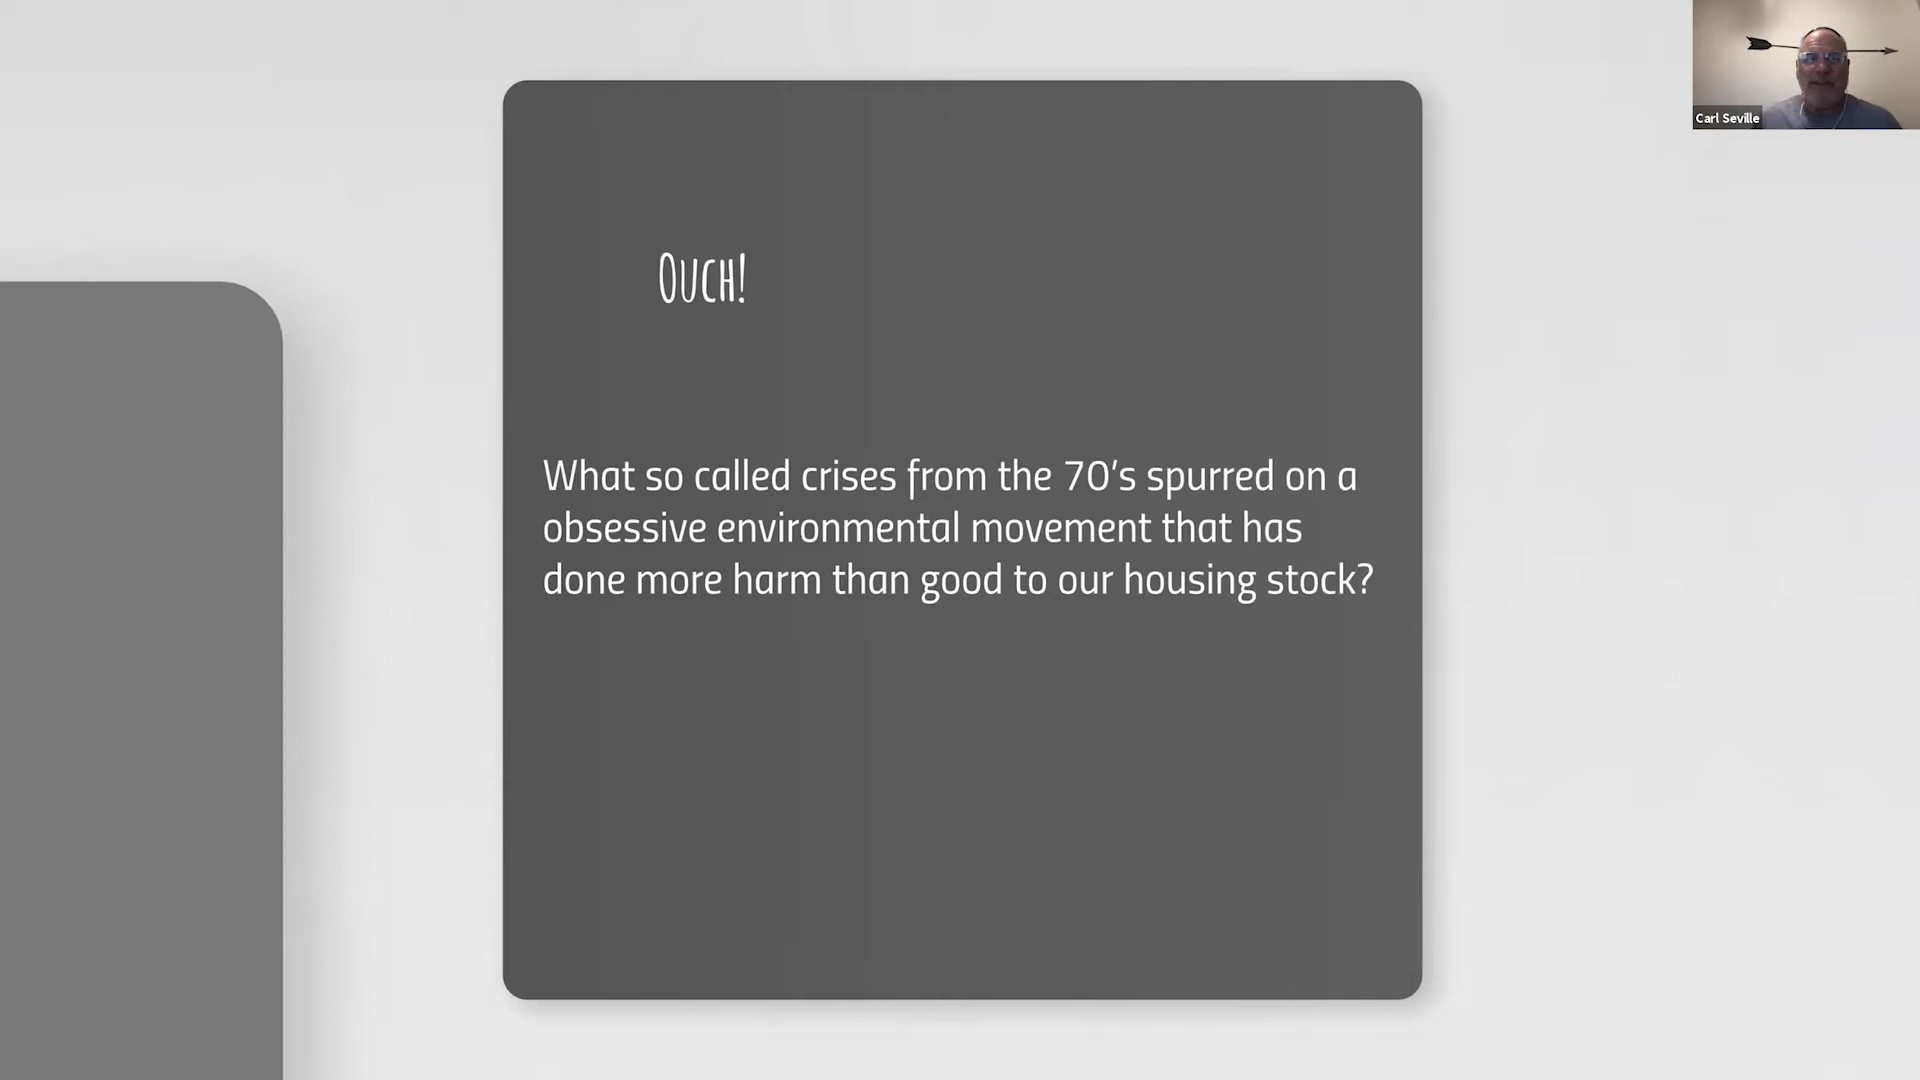 Carl Seville
Ouch!
What so called crises from the 70's spurred on a
obsessive environmental movement that has
done more harm than good to our housing stock?